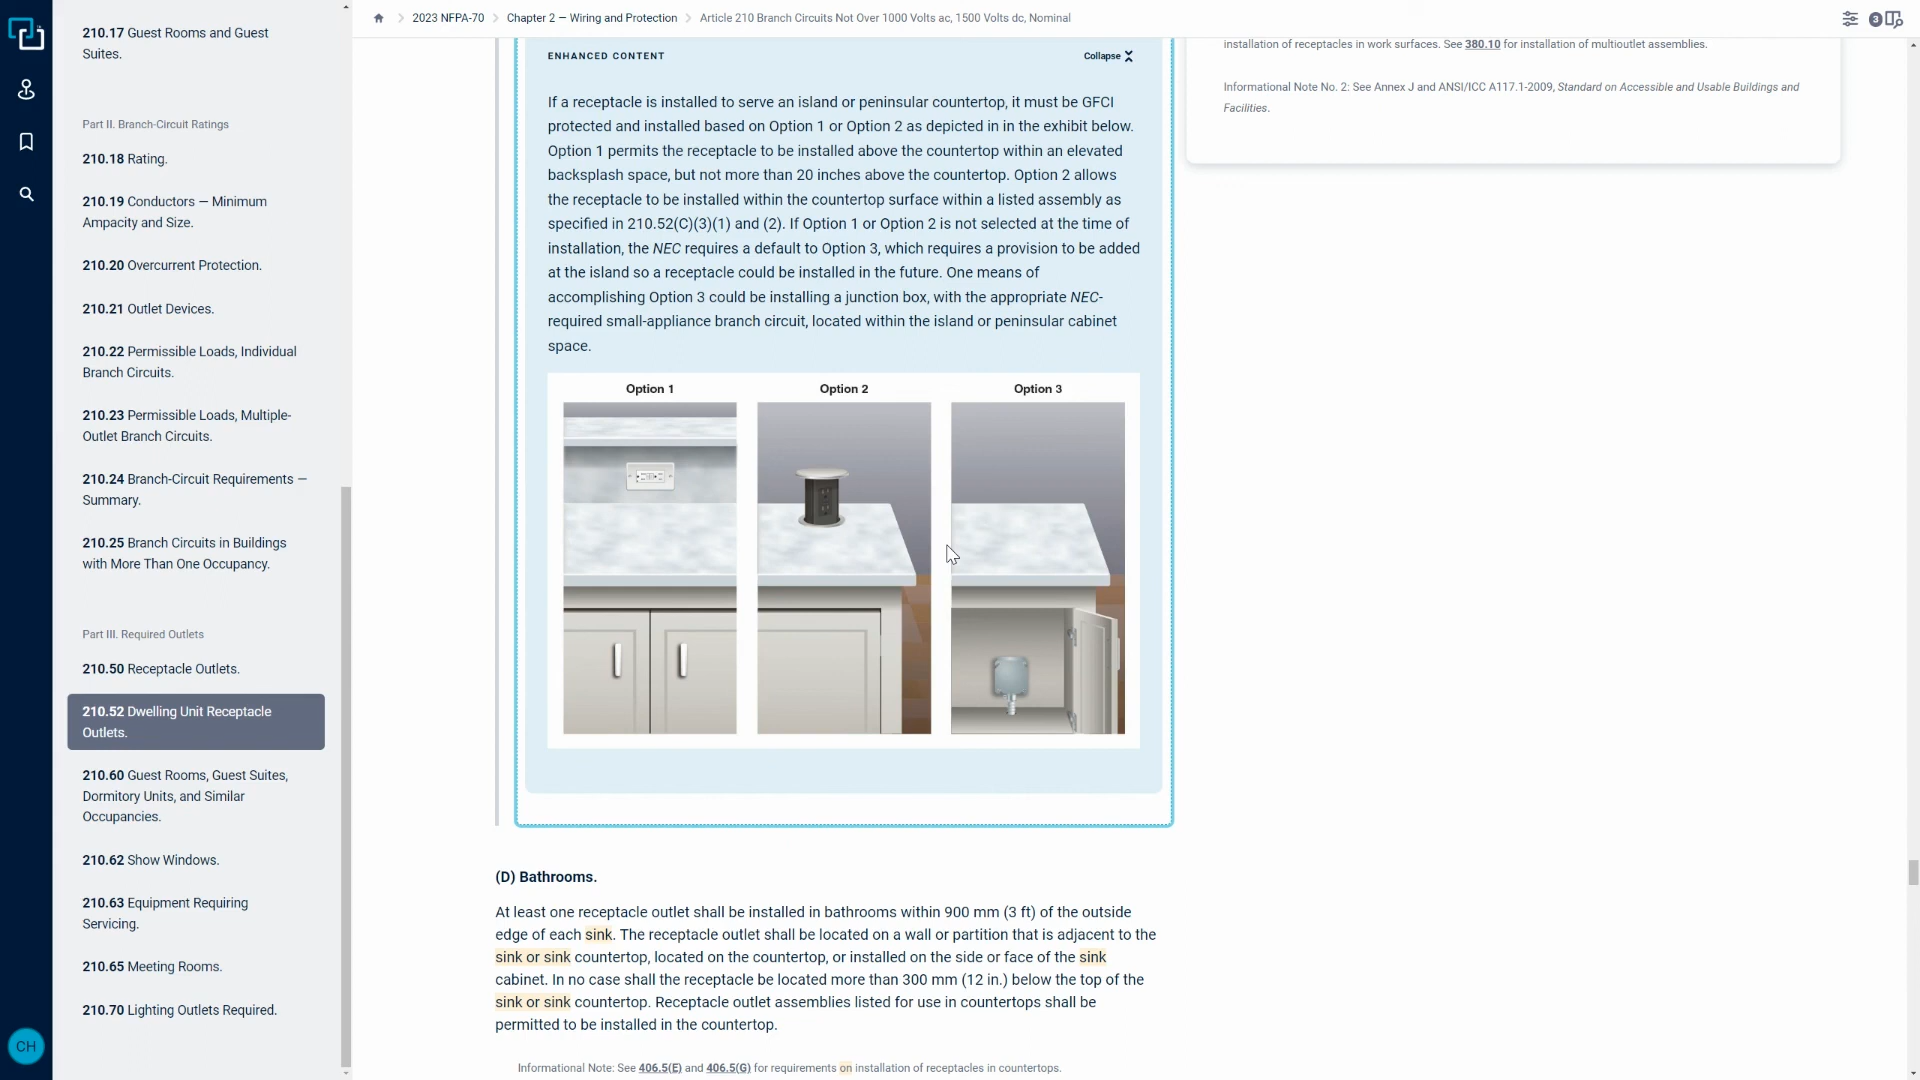 2023 NFPA-70
Chapter 2 — Wiring and Protection
Article 210 Branch Circuits Not Over 1000 Volts ac, 1500 Volts dc, Nominal
3
210.17 Guest Rooms and Guest
Suites.
Part II. Branch-Circuit Ratings
210.18 Rating.
210.19 Conductors — Minimum
Ampacity and Size.
210.20 Overcurrent Protection.
210.21 Outlet Devices.
210.22 Permissible Loads, Individual
Branch Circuits.
210.23 Permissible Loads, Multiple-
Outlet Branch Circuits.
210.24 Branch-Circuit Requirements —
Summary.
210.25 Branch Circuits in Buildings
with More Than One Occupancy.
Part III. Required Outlets
210.50 Receptacle Outlets.
210.52 Dwelling Unit Receptacle
Outlets.
210.60 Guest Rooms, Guest Suites,
Dormitory Units, and Similar
Occupancies.
210.62 Show Windows.
210.63 Equipment Requiring
Servicing.
210.65 Meeting Rooms.
210.70 Lighting Outlets Required.
CH
ENHANCED CONTENT
Collapse
If a receptacle is installed to serve an island or peninsular countertop, it must be GFCI
protected and installed based on Option 1 or Option 2 as depicted in in the exhibit below.
Option 1 permits the receptacle to be installed above the countertop within an elevated
backsplash space, but not more than 20 inches above the countertop. Option 2 allows
the receptacle to be installed within the countertop surface within a listed assembly as
specified in 210.52(C)(3)(1) and (2). If Option 1 or Option 2 is not selected at the time of
installation, the NEC requires a default to Option 3, which requires a provision to be added
at the island so a receptacle could be installed in the future. One means of
accomplishing Option 3 could be installing a junction box, with the appropriate NEC-
required small-appliance branch circuit, located within the island or peninsular cabinet
space.
Option 1
Option 2
Option 3
(D) Bathrooms.
At least one receptacle outlet shall be installed in bathrooms within 900 mm (3 ft) of the outside
edge of each sink. The receptacle outlet shall be located on a wall or partition that is adjacent to the
sink or sink countertop, located on the countertop, or installed on the side or face of the sink
cabinet. In no case shall the receptacle be located more than 300 mm (12 in.) below the top of the
sink or sink countertop. Receptacle outlet assemblies listed for use in countertops shall be
permitted to be installed in the countertop.
Informational Note: See 406.5(E) and 406.5(G) for requirements on installation of receptacles in countertops.
installation of receptacles in work surfaces. See 380.10 for installation of multioutlet assemblies.
Informational Note No. 2: See Annex J and ANSI/ICC A117.1-2009, Standard on Accessible and Usable Buildings and
Facilities.